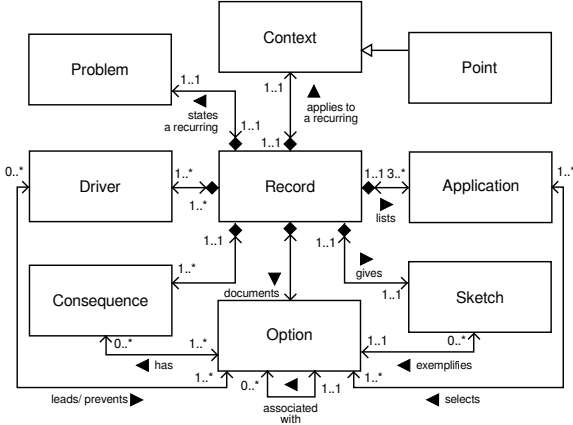 Context
Problem
Point
1..1
1..1
states
a recurring
applies to
a recurring
1..1
1..1
0..*
Driver
1..*
1..*
Record
1..1
3..*
lists
Application
1..*
1..1
1..1
1..*
gives
Consequence
documents
1..1
Sketch
Option
0..*
1..*
1..1
0..*
has
exemplifies
1..*
0..*
1..1
1..*
leads/ prevents
associated
with
selects